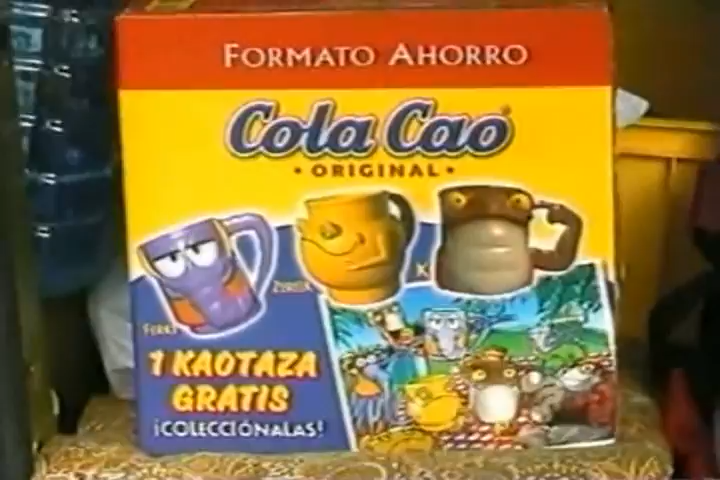 FORMATO AHORRO
Cola Cao®
• ORIGINAL •
1 KAOTAZA
GRATIS
¡COLECCIÓNALAS!